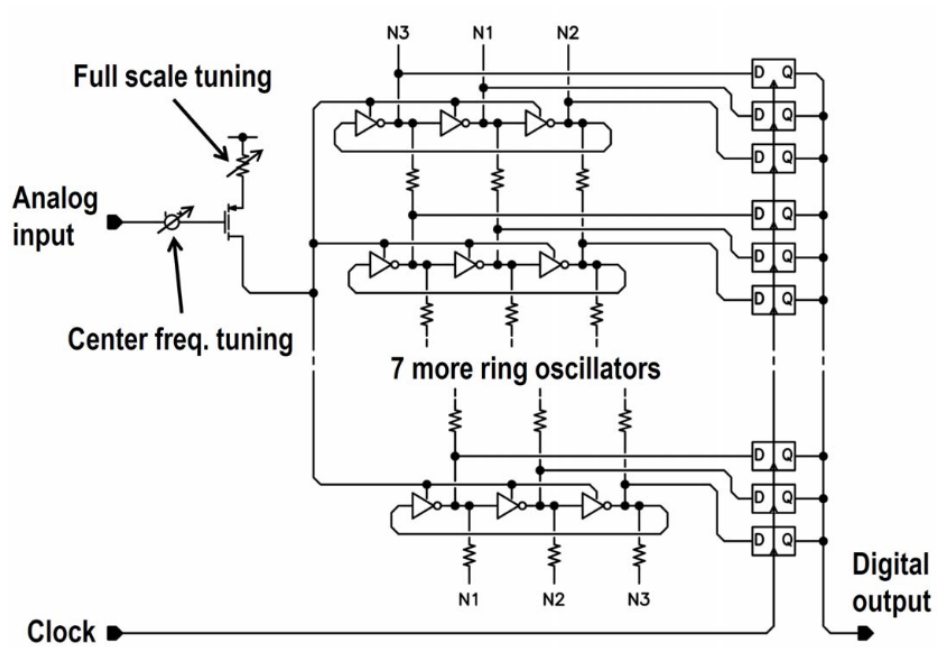 N3 N1 N2
Full scale tuning
D Q
D Q
D Q
Analog
input
D Q
D Q
D Q
Center freq. tuning
7 more ring oscillators
D Q
D Q
D Q
N1 N2 N3
Digital
output
Clock